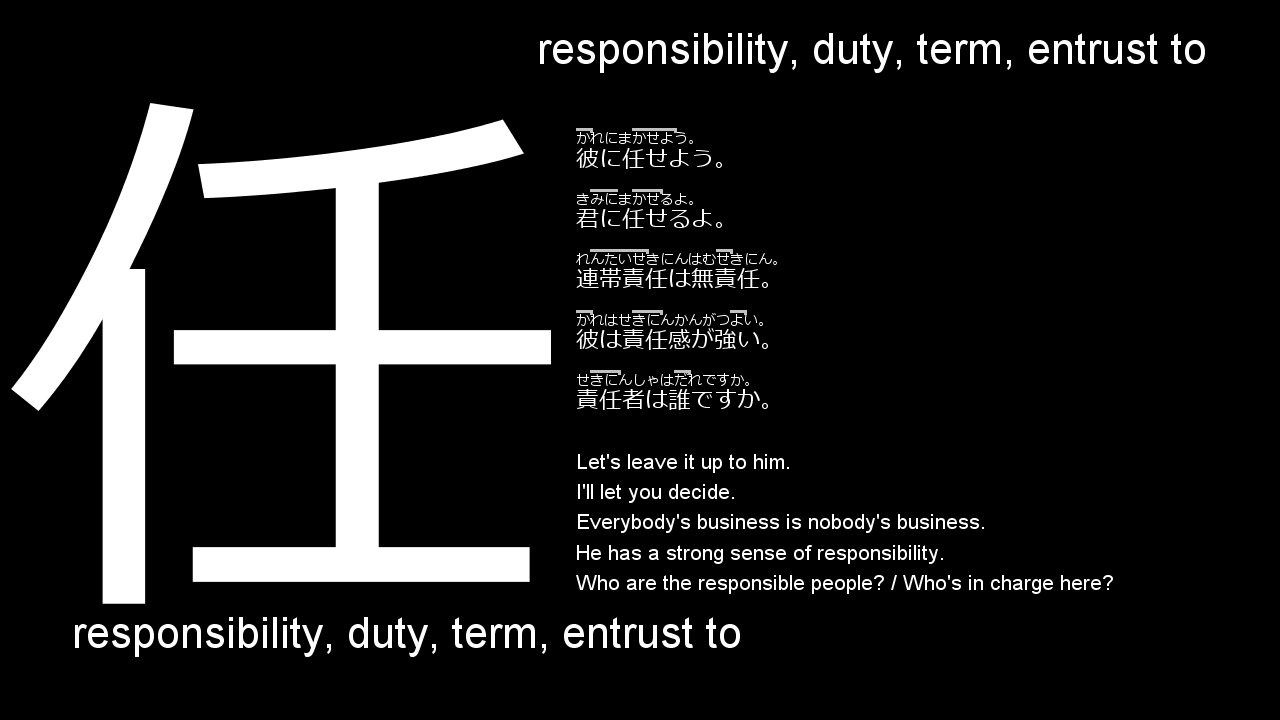 responsibility, duty, term, entrust to
任
かれにまかせよう。
彼に任せよう。
きみにまかせるよ。
君に任せるよ。
れんたいせきにんはむせきにん。
連帯責任は無責任。
かれはせきにんかんがつよい。
彼は責任感が強い。
せきにんしゃはだれですか。
責任者は誰ですか。
Let's leave it up to him.
I'll let you decide.
Everybody's business is nobody's business.
He has a strong sense of responsibility.
Who are the responsible people? / Who's in charge here?
responsibility, duty, term, entrust to